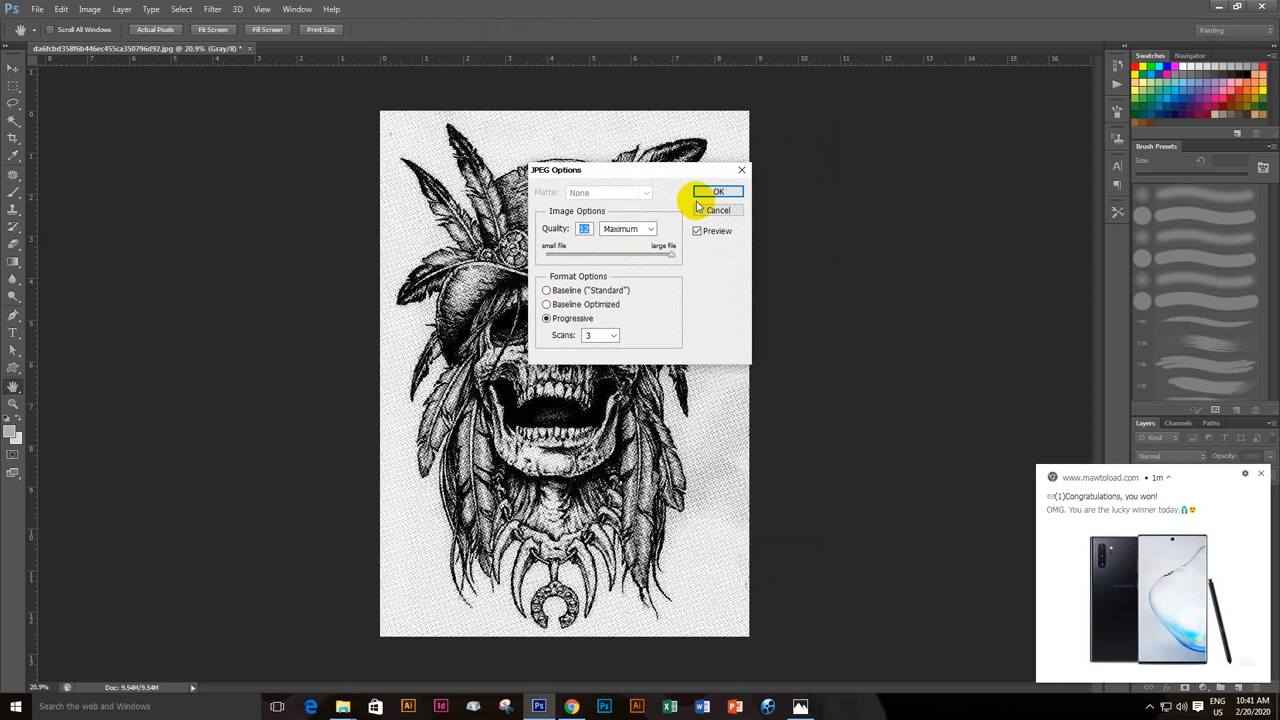 Ps File Edit Image Layer Type Select Filter 3D View Window Help
Scroll All Windows Actual Pixels Fit Screen Fill Screen Print Size Painting
da6fcbd358f6b446ec455ca350796d92.jpg @ 20.9% (Gray/8) *
Swatches Navigator
JPEG Options
Matte: None OK
Image Options Cancel
Quality: 12 Maximum Preview
small file large file
Format Options
Baseline ("Standard")
Baseline Optimized
Progressive
Scans: 3
Brush Presets
Size:
Layers Channels Paths
Kind
Normal Opacity: 100%
www.mawtoload.com • 1m
(1)Congratulations, you won!
OMG. You are the lucky winner today.
20.9% Doc: 9.54M/9.54M
Search the web and Windows
ENG 10:41 AM
US 2/20/2020